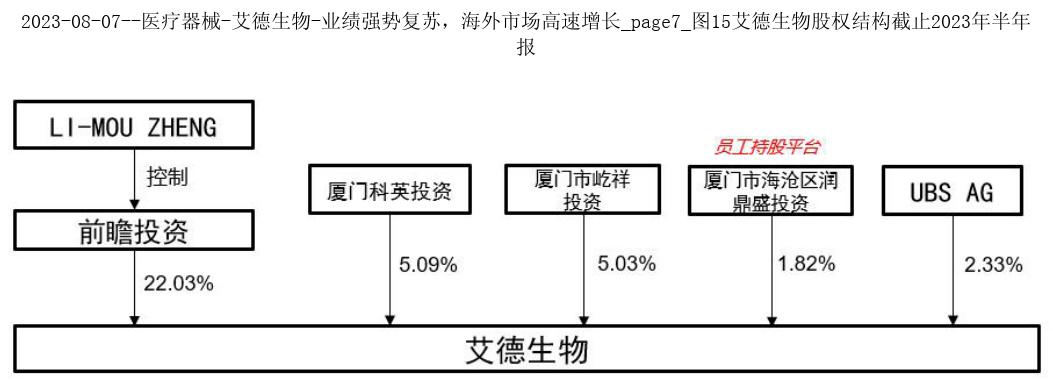 2023-08-07--医疗器械-艾德生物-业绩强势复苏，海外市场高速增长_page7_图15艾德生物股权结构截止2023年半年
报
LI-MOU ZHENG
控制
前瞻投资
22.03%
厦门科英投资
5.09%
厦门市屹祥
投资
5.03%
员工持股平台
厦门市海沧区润
鼎盛投资
1.82%
UBS AG
2.33%
艾德生物